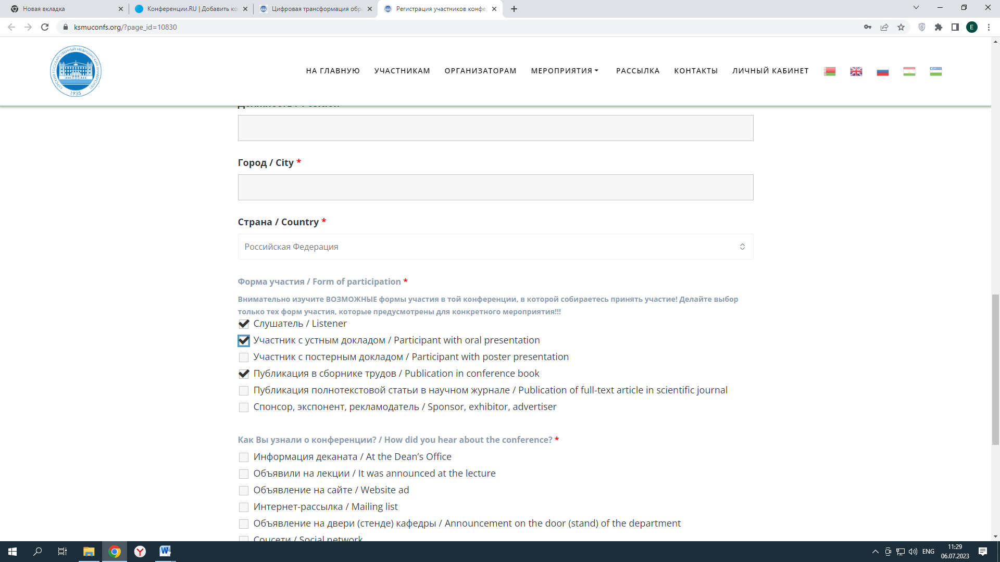 Новая вкладка
Конференции.RU | Добавить ко
Цифровая трансформация обр
Регистрация участников конфе
ksmuconfs.org/?page_id=10830
E
КУРСКИЙ ГОСУДАРСТВЕННЫЙ МЕДИЦИНСКИЙ УНИВЕРСИТЕТ
1935
НА ГЛАВНУЮ
УЧАСТНИКАМ
ОРГАНИЗАТОРАМ
МЕРОПРИЯТИЯ
РАССЫЛКА
КОНТАКТЫ
ЛИЧНЫЙ КАБИНЕТ
Должность / Position
Город / City *
Страна / Country *
Российская Федерация
Форма участия / Form of participation *
Внимательно изучите ВОЗМОЖНЫЕ формы участия в той конференции, в которой собираетесь принять участие! Делайте выбор
только тех форм участия, которые предусмотрены для конкретного мероприятия!!!
Слушатель / Listener
Участник с устным докладом / Participant with oral presentation
Участник с постерным докладом / Participant with poster presentation
Публикация в сборнике трудов / Publication in conference book
Публикация полнотекстовой статьи в научном журнале / Publication of full-text article in scientific journal
Спонсор, экспонент, рекламодатель / Sponsor, exhibitor, advertiser
Как Вы узнали о конференции? / How did you hear about the conference? *
Информация деканата / At the Dean’s Office
Объявили на лекции / It was announced at the lecture
Объявление на сайте / Website ad
Интернет-рассылка / Mailing list
Объявление на двери (стенде) кафедры / Announcement on the door (stand) of the department
Соцсети / Social network
ENG
11:29
06.07.2023